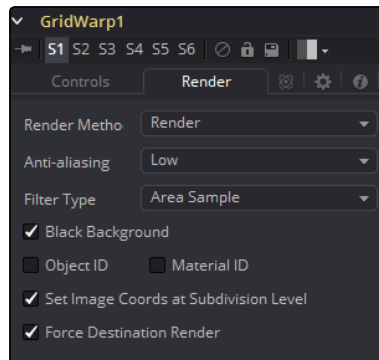 GridWarp1
S1 S2 S3 S4 S5 S6
Controls Render
Render Metho Render
Anti-aliasing Low
Filter Type Area Sample
Black Background
Object ID Material ID
Set Image Coords at Subdivision Level
Force Destination Render